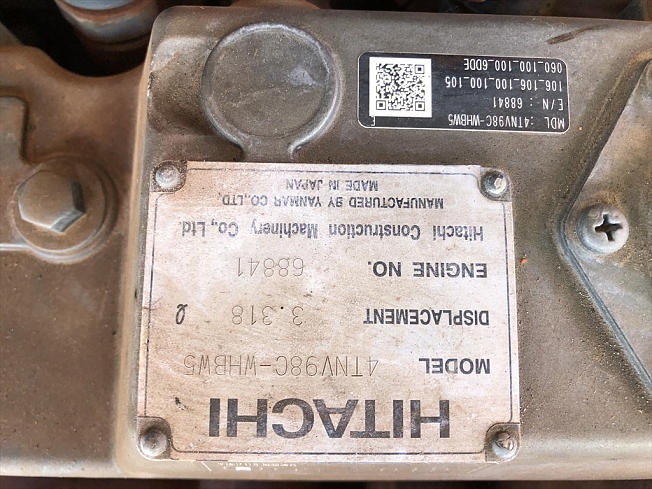 HITACHI
MODEL 4TNV98C-WHBW5
DISPLACEMENT 3.318 ℓ
ENGINE NO. 68841
Hitachi Construction Machinery Co., Ltd.
MANUFACTURED BY YANMAR CO., LTD.
MADE IN JAPAN
MDL :4TNV98C-WHBW5
E/N : 68841
106_106_100_100_105
060_100_100_6DDE